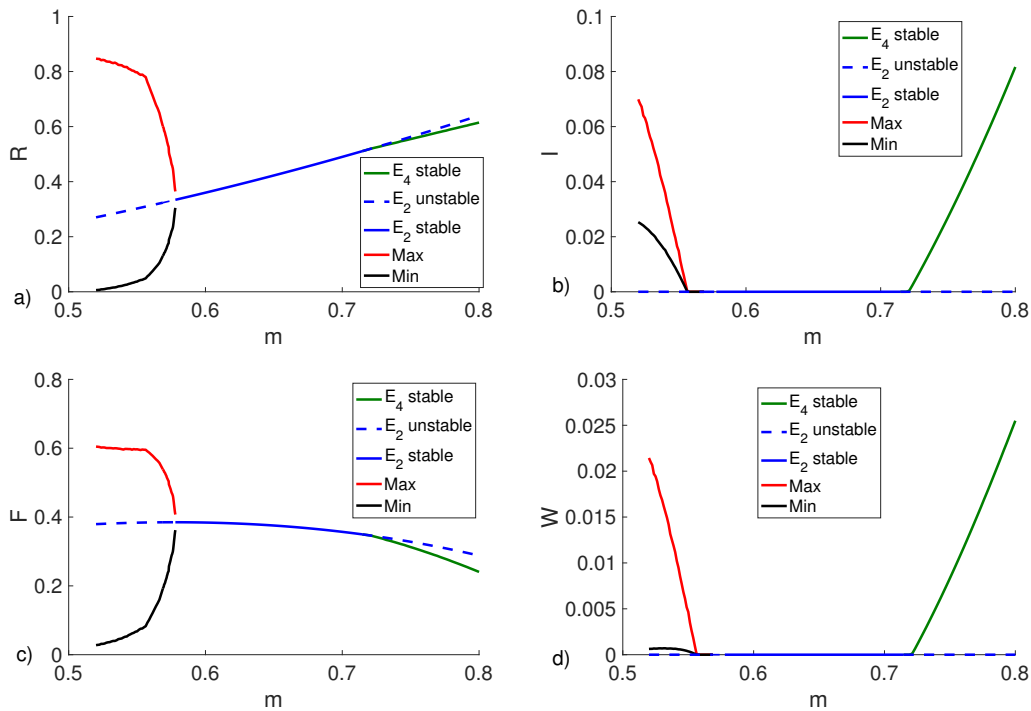 1
0.8
0.6
0.4
0.2
0
R
0.5 0.6 0.7 0.8
m
a)
E4 stable
E2 unstable
E2 stable
Max
Min
0.1
0.08
0.06
0.04
0.02
0
I
0.5 0.6 0.7 0.8
m
b)
E4 stable
E2 unstable
E2 stable
Max
Min
0.8
0.6
0.4
0.2
0
F
0.5 0.6 0.7 0.8
m
c)
E4 stable
E2 unstable
E2 stable
Max
Min
0.03
0.025
0.02
0.015
0.01
0.005
0
W
0.5 0.6 0.7 0.8
m
d)
E4 stable
E2 unstable
E2 stable
Max
Min